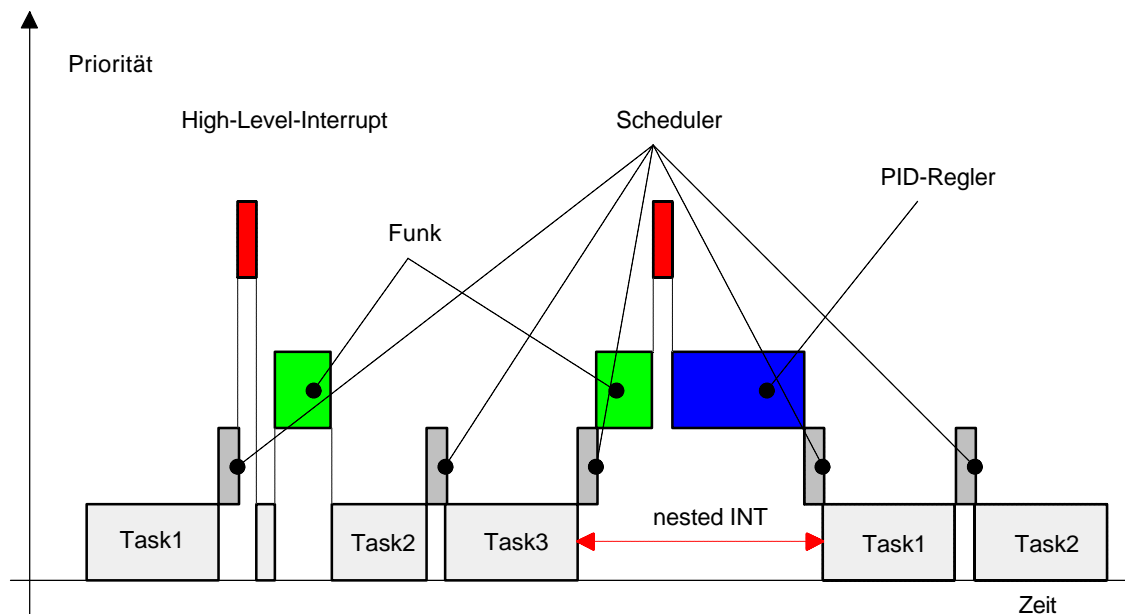 Priorität
High-Level-Interrupt
Scheduler
PID-Regler
Funk
nested INT
Task1
Task2
Task3
Task1
Task2
Zeit